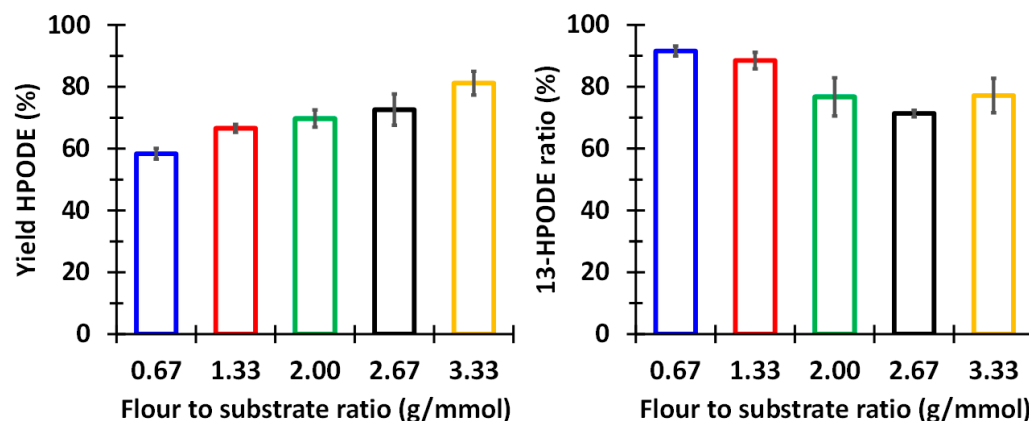 Yield HPODE (%)
100
80
60
40
20
0
0.67 1.33 2.00 2.67 3.33
Flour to substrate ratio (g/mmol)
13-HPODE ratio (%)
100
80
60
40
20
0
0.67 1.33 2.00 2.67 3.33
Flour to substrate ratio (g/mmol)